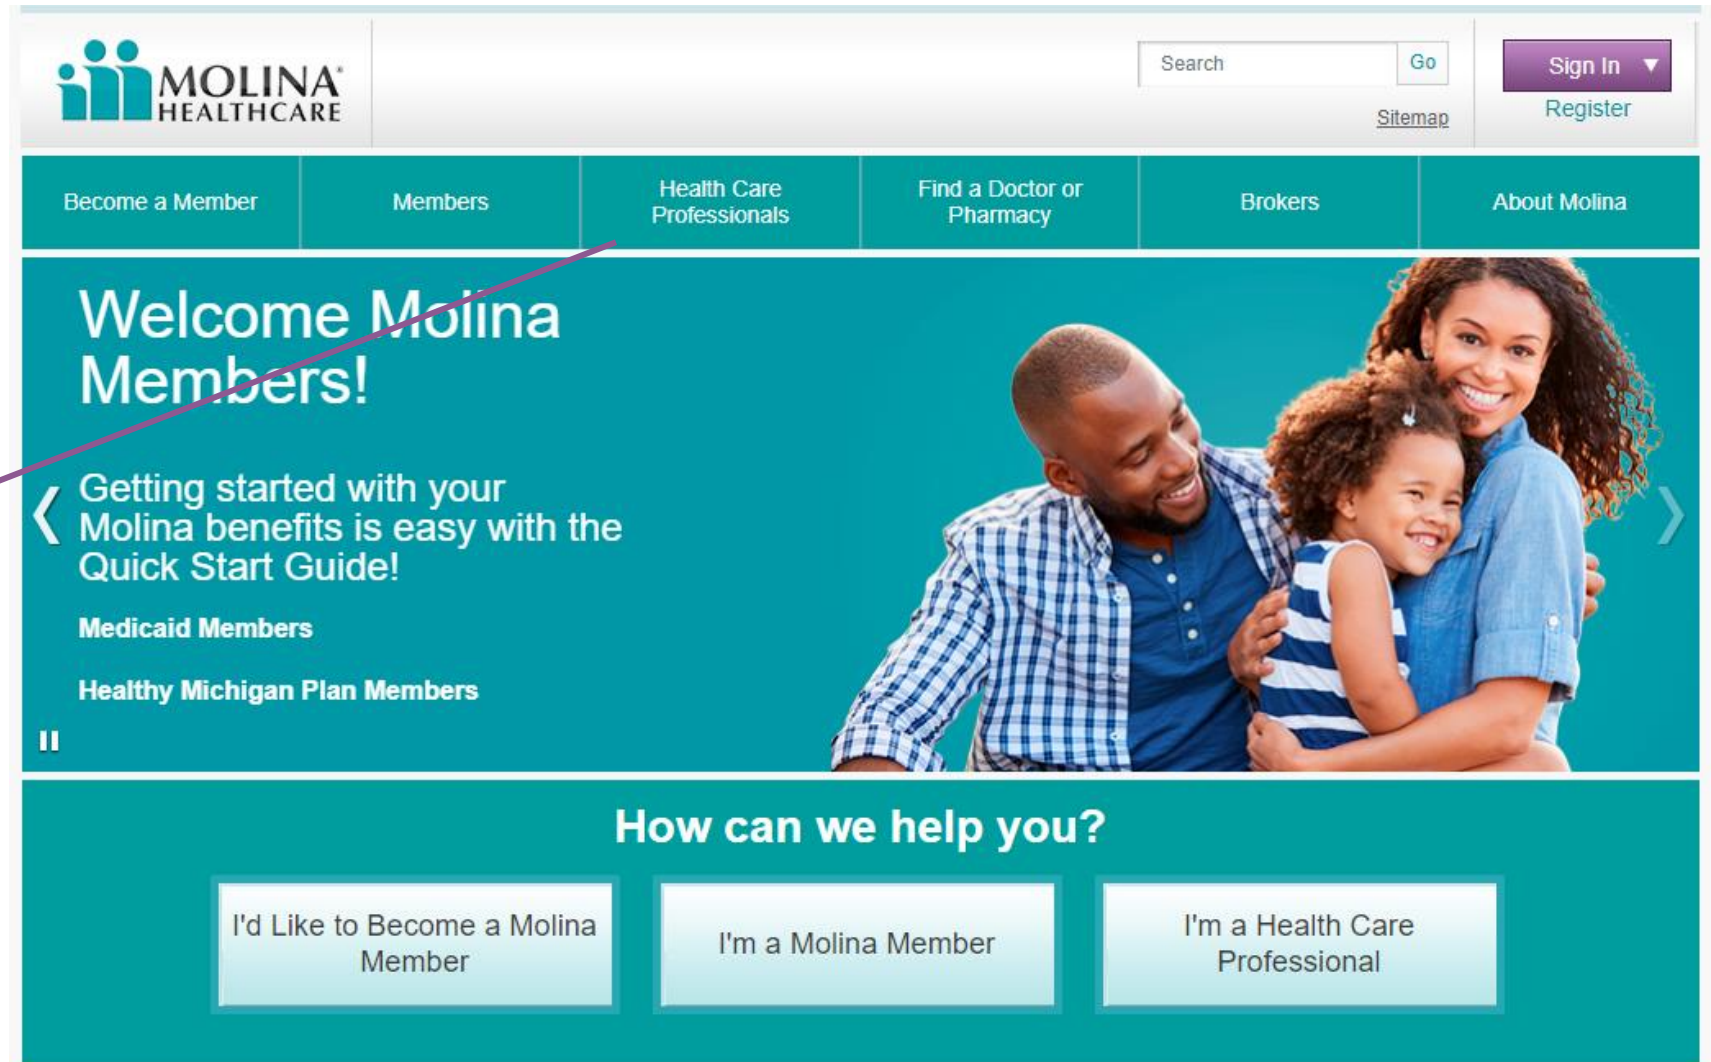 MOLINA®
HEALTHCARE
Search
Go
Sitemap
Sign In ▼
Register
Become a Member
Members
Health Care
Professionals
Find a Doctor or
Pharmacy
Brokers
About Molina
Welcome Molina
Members!
Getting started with your
Molina benefits is easy with the
Quick Start Guide!
Medicaid Members
Healthy Michigan Plan Members
How can we help you?
I'd Like to Become a Molina
Member
I'm a Molina Member
I'm a Health Care
Professional